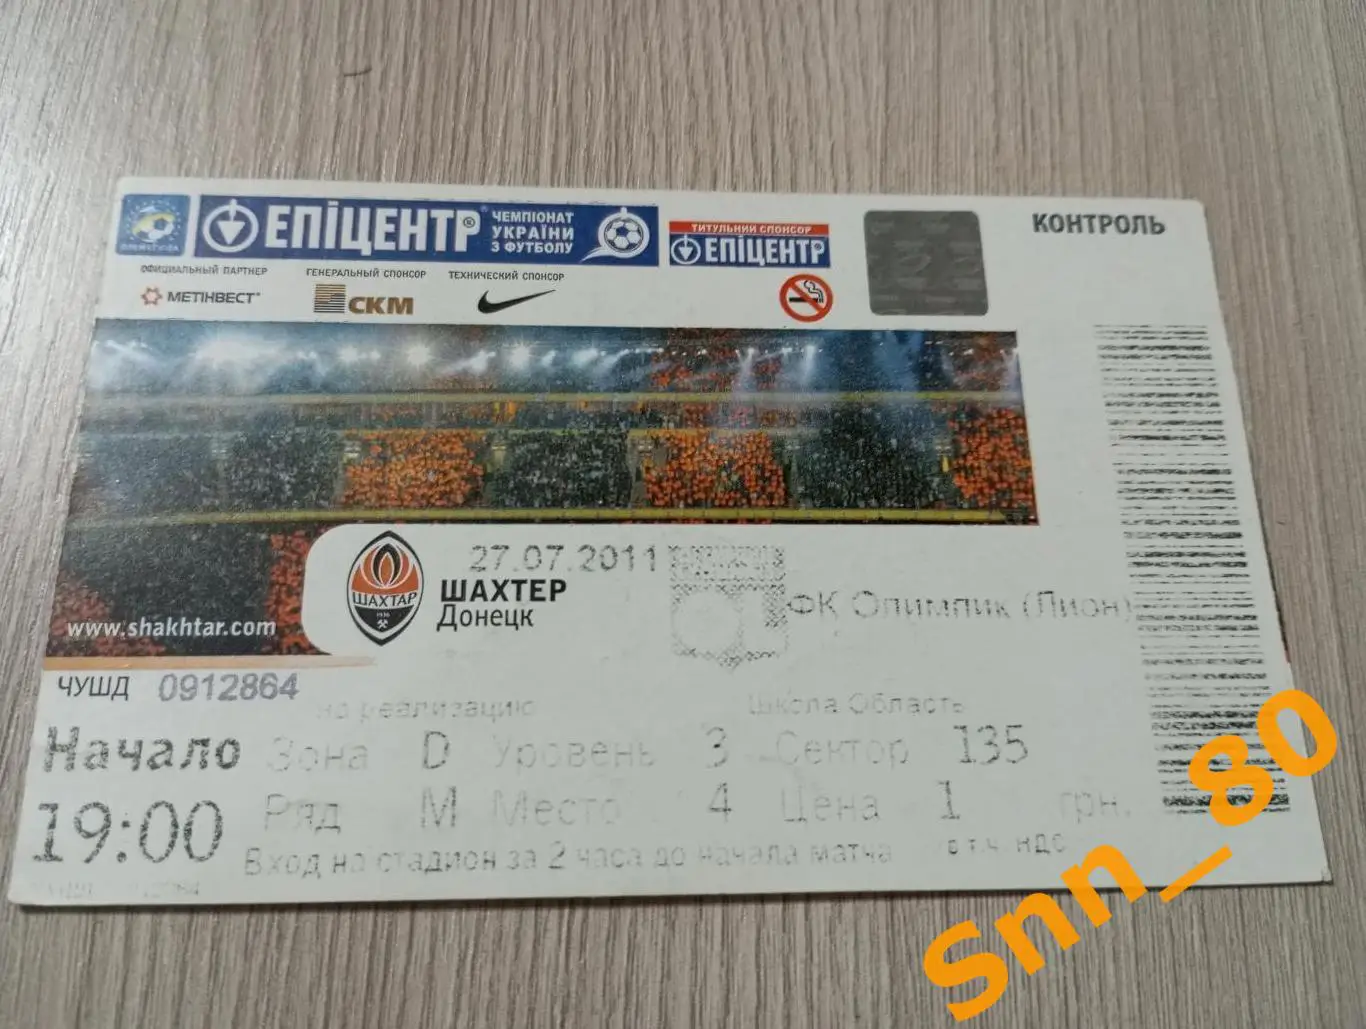 ЕПІЦЕНТР® ЧЕМПІОНАТ УКРАЇНИ З ФУТБОЛУ
ТИТУЛЬНИЙ СПОНСОР
ЕПІЦЕНТР
КОНТРОЛЬ
ОФИЦИАЛЬНЫЙ ПАРТНЕР ГЕНЕРАЛЬНЫЙ СПОНСОР ТЕХНИЧЕСКИЙ СПОНСОР
МЕТІНВЕСТ СКМ
27.07.2011
ШАХТАР
1936
ШАХТЕР
Донецк
ФК Олимпик (Лион)
www.shakhtar.com
ЧУШД 0912864
реализацию Школа Область
Начало Зона D Уровень 3 Сектор 135
19:00 Ряд M Место 4 Цена 1 грн.
Вход на стадион за 2 часа до начала матча в т.ч. НДС
Snn_80